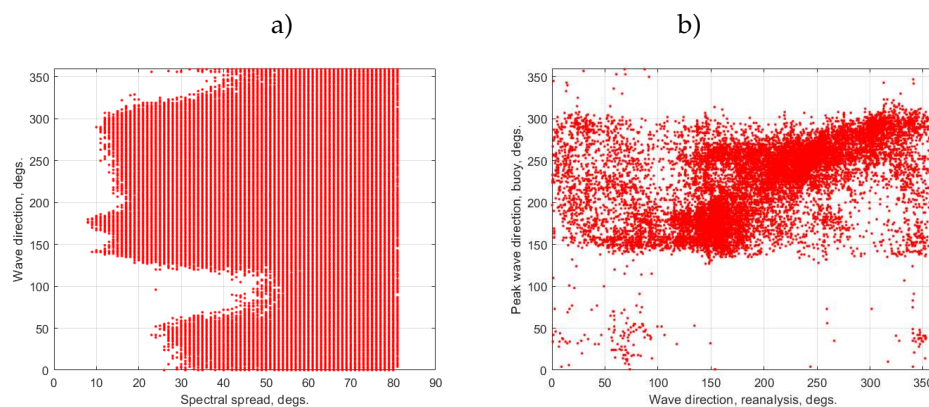 a)
b)
350
300
250
200
150
100
50
0
Wave direction, degs.
0 10 20 30 40 50 60 70 80 90
Spectral spread, degs.
350
300
250
200
150
100
50
0
Peak wave direction, buoy, degs.
0 50 100 150 200 250 300 350
Wave direction, reanalysis, degs.